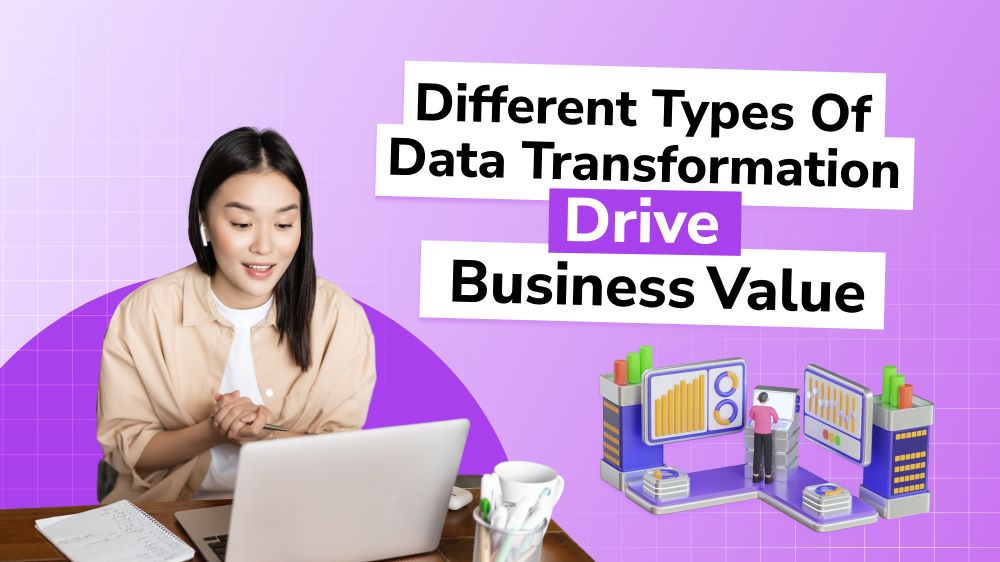 Different Types Of
Data Transformation
Drive
Business Value